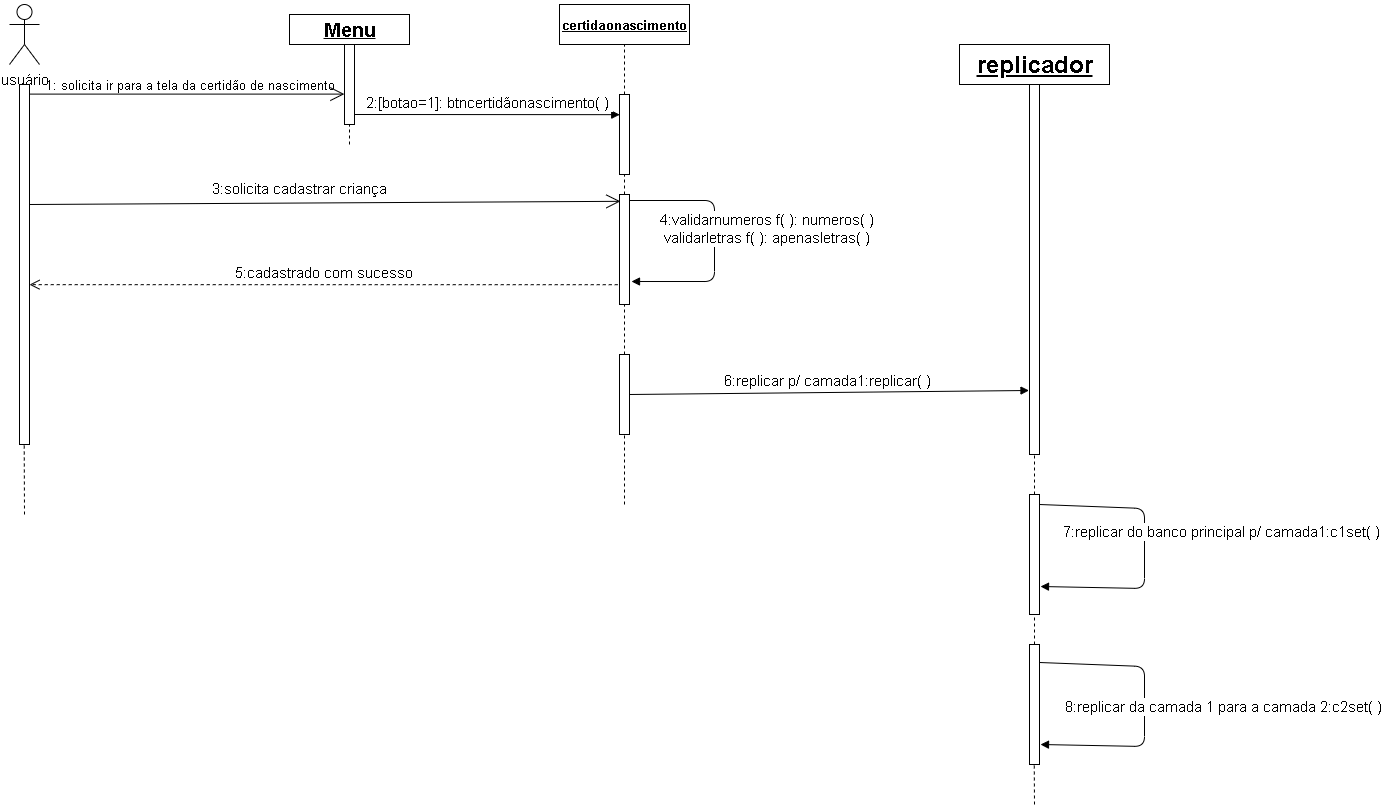 Menu
certidaonascimento
replicador
usuário
1: solicita ir para a tela da certidão de nascimento
2:[botao=1]: btncertidãonascimento( )
3:solicita cadastrar criança
4:validarnumeros f( ): numeros( )
validarletras f( ): apenasletras( )
5:cadastrado com sucesso
6:replicar p/ camada1:replicar( )
7:replicar do banco principal p/ camada1:c1set( )
8:replicar da camada 1 para a camada 2:c2set( )